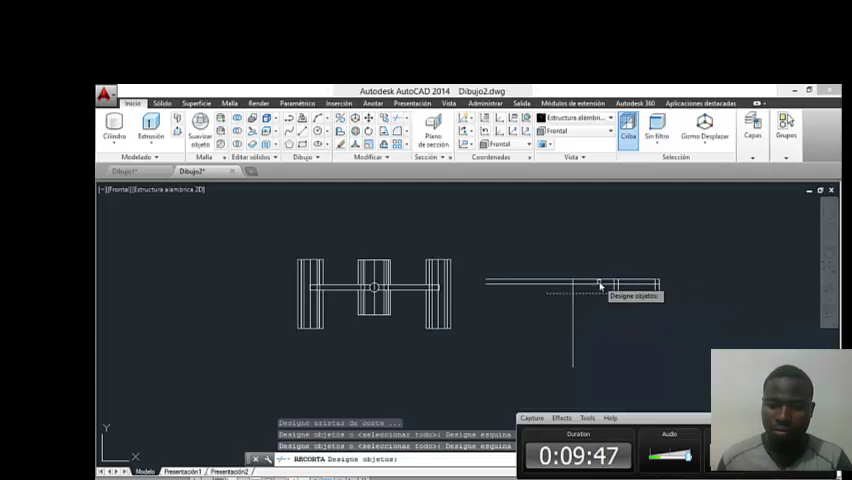 Autodesk AutoCAD 2014 Dibujo2.dwg
Inicio Sólido Superficie Malla Render Paramétrico Inserción Anotar Presentación Vista Administrar Salida Módulos de extensión Autodesk 360 Aplicaciones destacadas
Estructura alámbri...
Frontal
Frontal
Cilindro Extrusión Suavizar objeto Plano de sección Criba Sin filtro Gizmo Desplazar Capas Grupos
Modelado Malla Editar sólidos Dibujo Modificar Sección Coordenadas Vista Selección
Dibujo1* Dibujo2*
[−][Frontal][Estructura alámbrica 2D]
Designe objetos:
Designe aristas de corte ...
Designe objetos o <seleccionar todo>: Designe esquina
Designe objetos o <seleccionar todo>: Designe esquina
RECORTA Designe objetos:
Y
X
Modelo Presentación1 Presentación2
Capture Effects Tools Help
Duration Audio
0:09:47